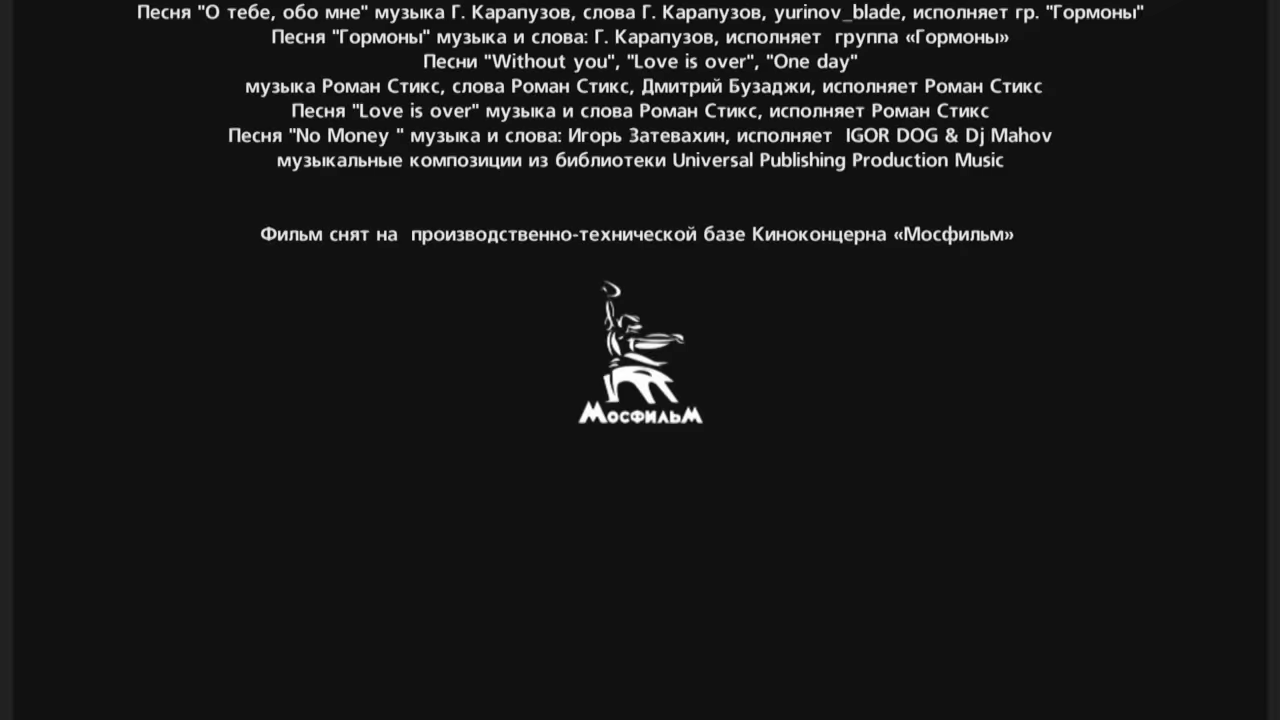 Песня "О тебе, обо мне" музыка Г. Карапузов, слова Г. Карапузов, yurinov_blade, исполняет гр. "Гормоны"
Песня "Гормоны" музыка и слова: Г. Карапузов, исполняет группа «Гормоны»
Песни "Without you", "Love is over", "One day"
музыка Роман Стикс, слова Роман Стикс, Дмитрий Бузаджи, исполняет Роман Стикс
Песня "Love is over" музыка и слова Роман Стикс, исполняет Роман Стикс
Песня "No Money " музыка и слова: Игорь Затевахин, исполняет IGOR DOG & Dj Mahov
музыкальные композиции из библиотеки Universal Publishing Production Music
Фильм снят на производственно-технической базе Киноконцерна «Мосфильм»
Мосфильм